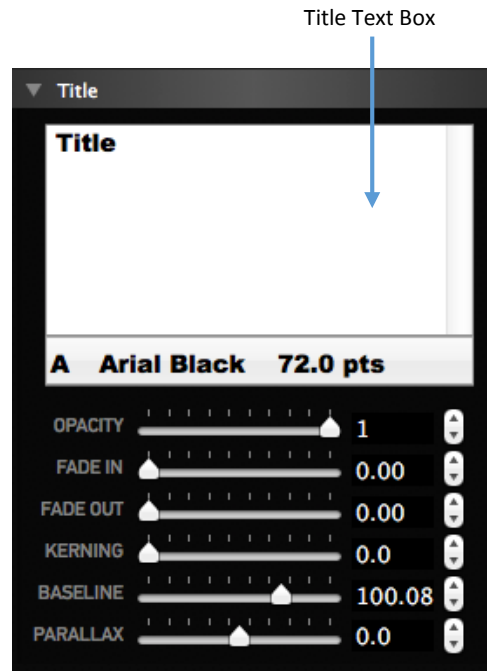 Title Text Box
Title
Title
A Arial Black 72.0 pts
OPACITY 1
FADE IN 0.00
FADE OUT 0.00
KERNING 0.0
BASELINE 100.08
PARALLAX 0.0